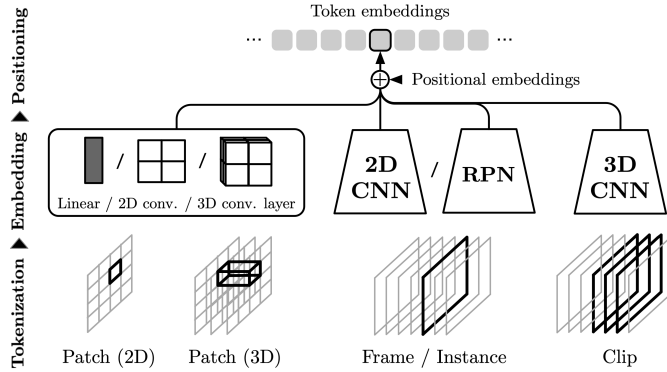 Token embeddings
... ...
Positional embeddings
Positioning
Embedding
Tokenization
/ /
Linear / 2D conv. / 3D conv. layer
2D
CNN
/
RPN
3D
CNN
Patch (2D)
Patch (3D)
Frame / Instance
Clip